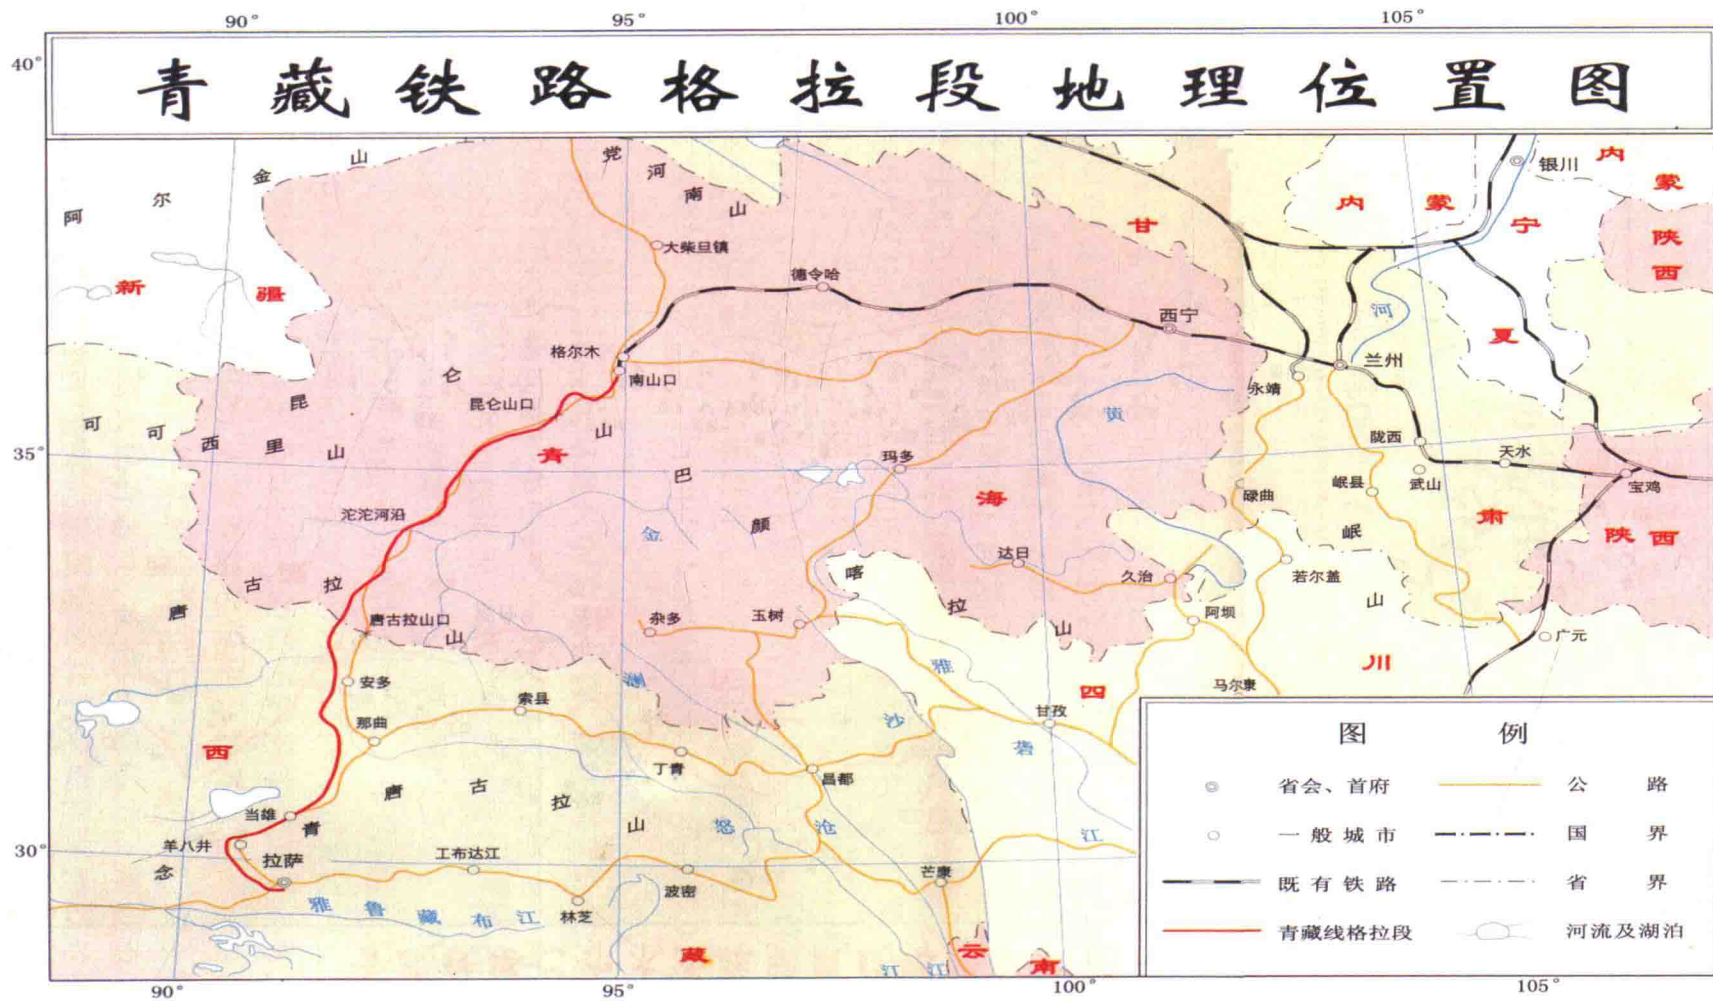 90° 95° 100° 105°
40°
青藏铁路格拉段地理位置图
阿尔金山
党河南山
新疆
大柴旦镇
德令哈
甘
内蒙
银川
内蒙
宁
陕西
夏
西宁
河
兰州
永靖
格尔木
南山口
昆仑山口
昆仑山
可可西里山
35°
青
巴颜喀拉山
玛多
海
黄
陇西
天水
武山
岷县
碌曲
宝鸡
肃
陕西
岷山
沱沱河沿
金
达日
久治
若尔盖
阿坝
广元
唐古拉山
唐古拉山口
杂多
玉树
雅
川
四
马尔康
安多
索县
澜
那曲
沙
甘孜
砻
西
丁青
昌都
唐古拉山
怒
沧
江
当雄
青
羊八井
30°
拉萨
工布达江
波密
芒康
念
林芝
雅鲁藏布江
藏
江
江
云
南
图例
省会、首府
公路
一般城市
国界
既有铁路
省界
青藏线格拉段
河流及湖泊
90° 95° 100° 105°